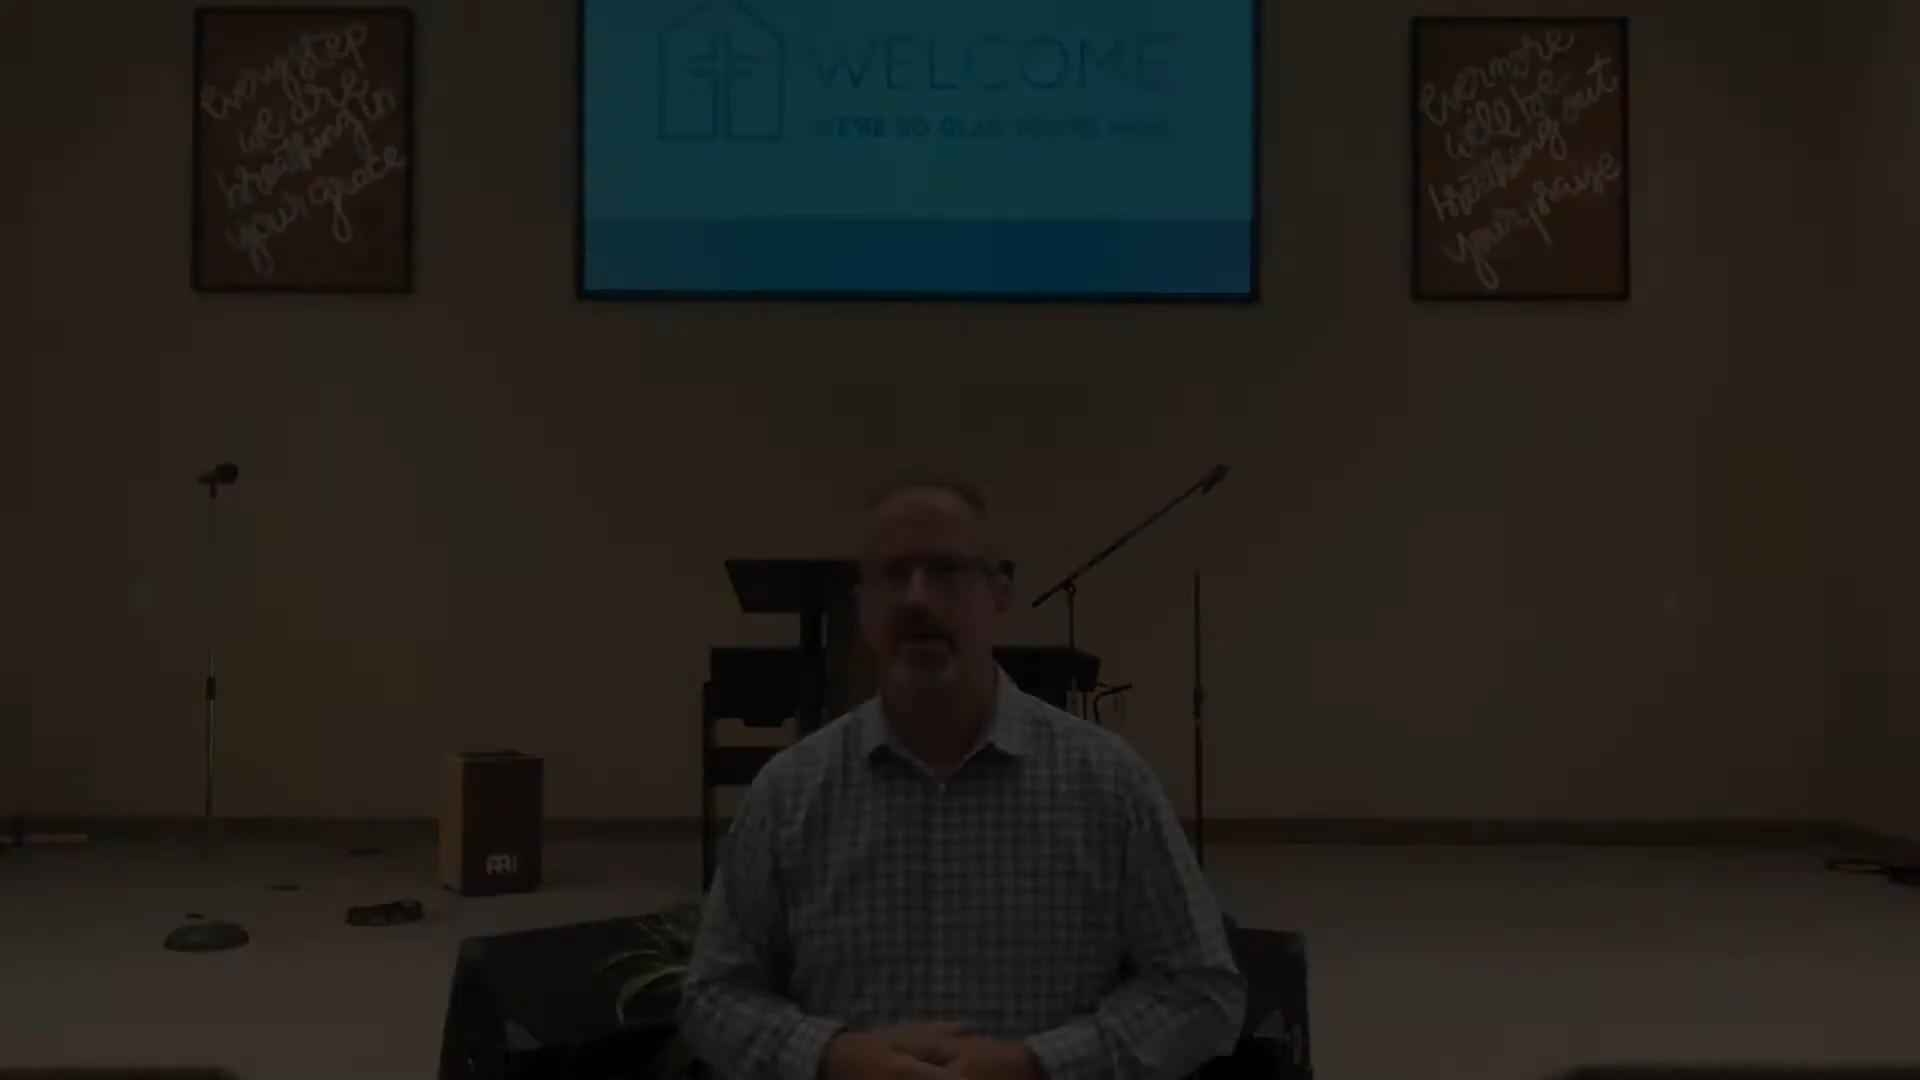 every step
we are
breathing in
your grace
WELCOME
WE'RE SO GLAD YOU'RE HERE
evermore
we'll be
breathing out
your praise